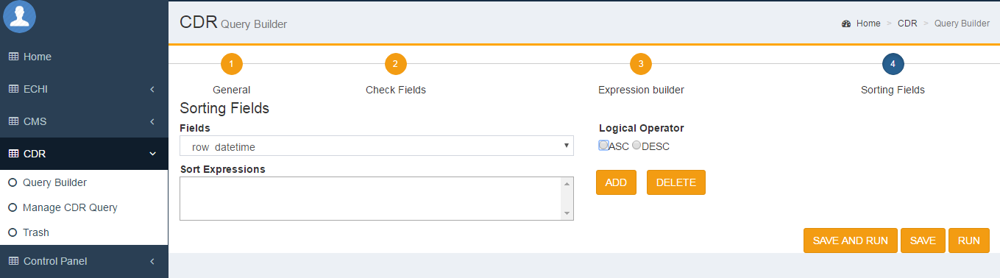 CDR Query Builder
Home > CDR > Query Builder
Home
ECHI
CMS
CDR
Query Builder
Manage CDR Query
Trash
Control Panel
1
2
3
4
General
Check Fields
Expression builder
Sorting Fields
Sorting Fields
Fields
Logical Operator
row_datetime
ASC DESC
Sort Expressions
ADD
DELETE
SAVE AND RUN
SAVE
RUN